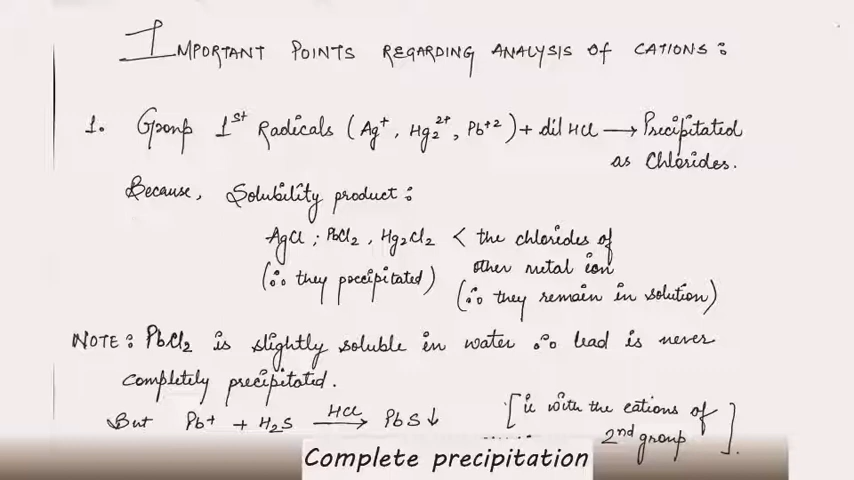 IMPORTANT POINTS REGARDING ANALYSIS OF CATIONS:
1. Group 1st Radicals (Ag+, Hg₂²⁺, Pb+2) + dil HCl → Precipitated
as Chlorides.
Because, Solubility product:
AgCl; PbCl₂, Hg₂Cl₂ < the chlorides of
other metal ion
(∴ they precipitated)
(∴ they remain in solution)
NOTE: PbCl₂ is slightly soluble in water ∴ lead is never
completely precipitated.
But Pb+ + H₂S —HCl→ PbS↓
[ie with the cations of
2nd group].
Complete precipitation